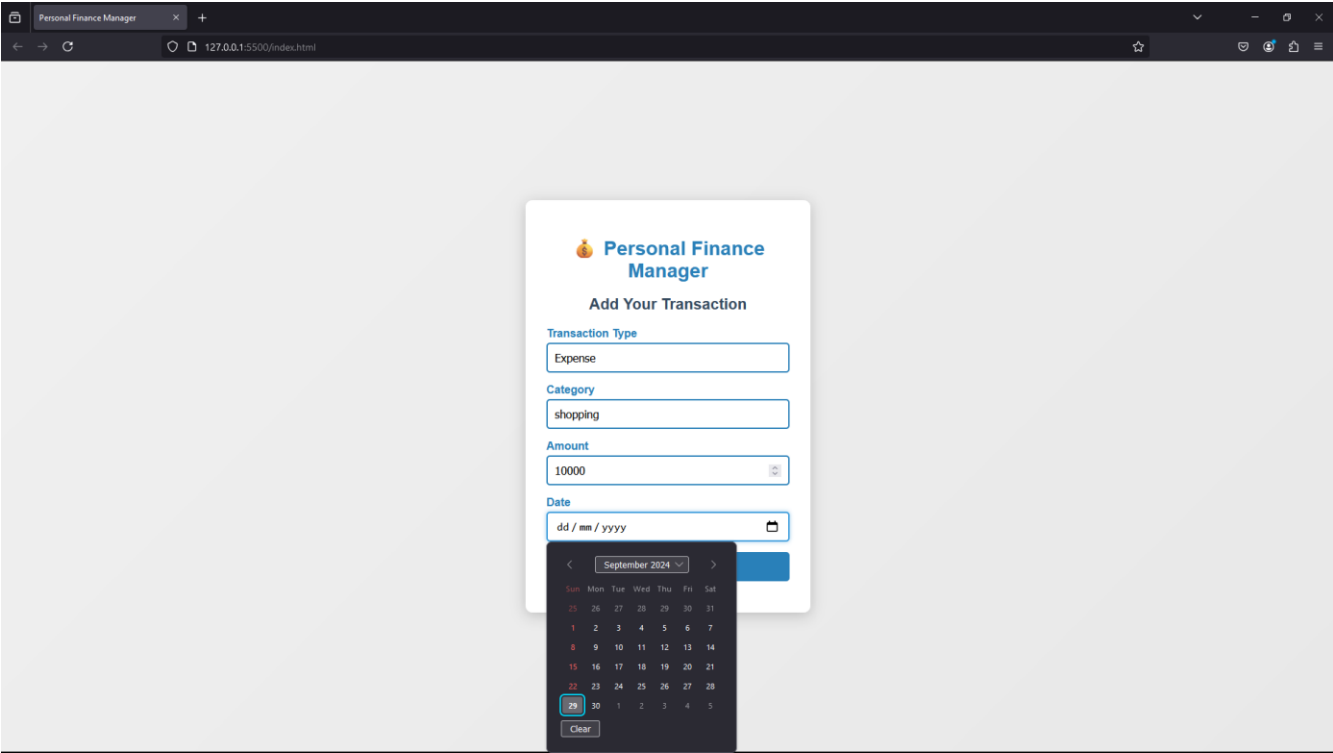 Personal Finance Manager
127.0.0.1:5500/index.html
💰 Personal Finance
Manager
Add Your Transaction
Transaction Type
Expense
Category
shopping
Amount
10000
Date
dd / mm / yyyy
September 2024
Sun Mon Tue Wed Thu Fri Sat
25 26 27 28 29 30 31
1 2 3 4 5 6 7
8 9 10 11 12 13 14
15 16 17 18 19 20 21
22 23 24 25 26 27 28
29 30 1 2 3 4 5
Clear